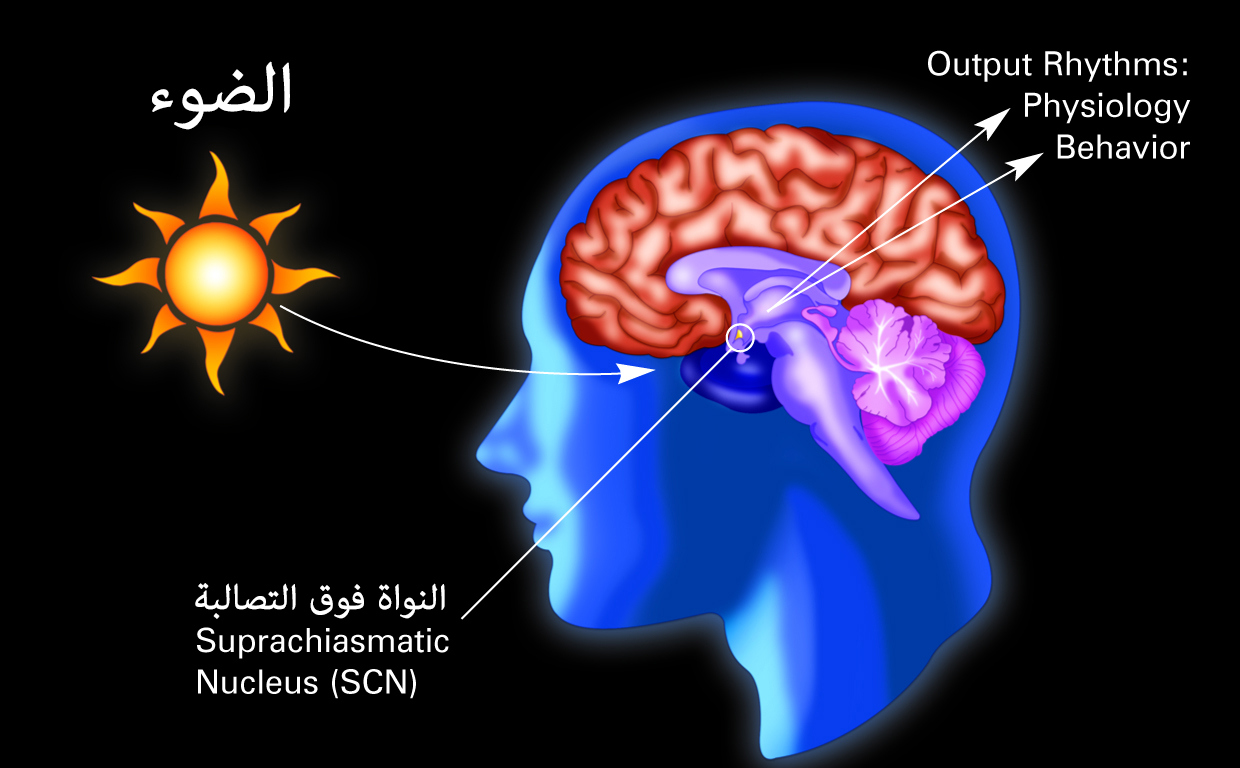 الضوء
Output Rhythms:
Physiology
Behavior
النواة فوق التصالبة
Suprachiasmatic
Nucleus (SCN)